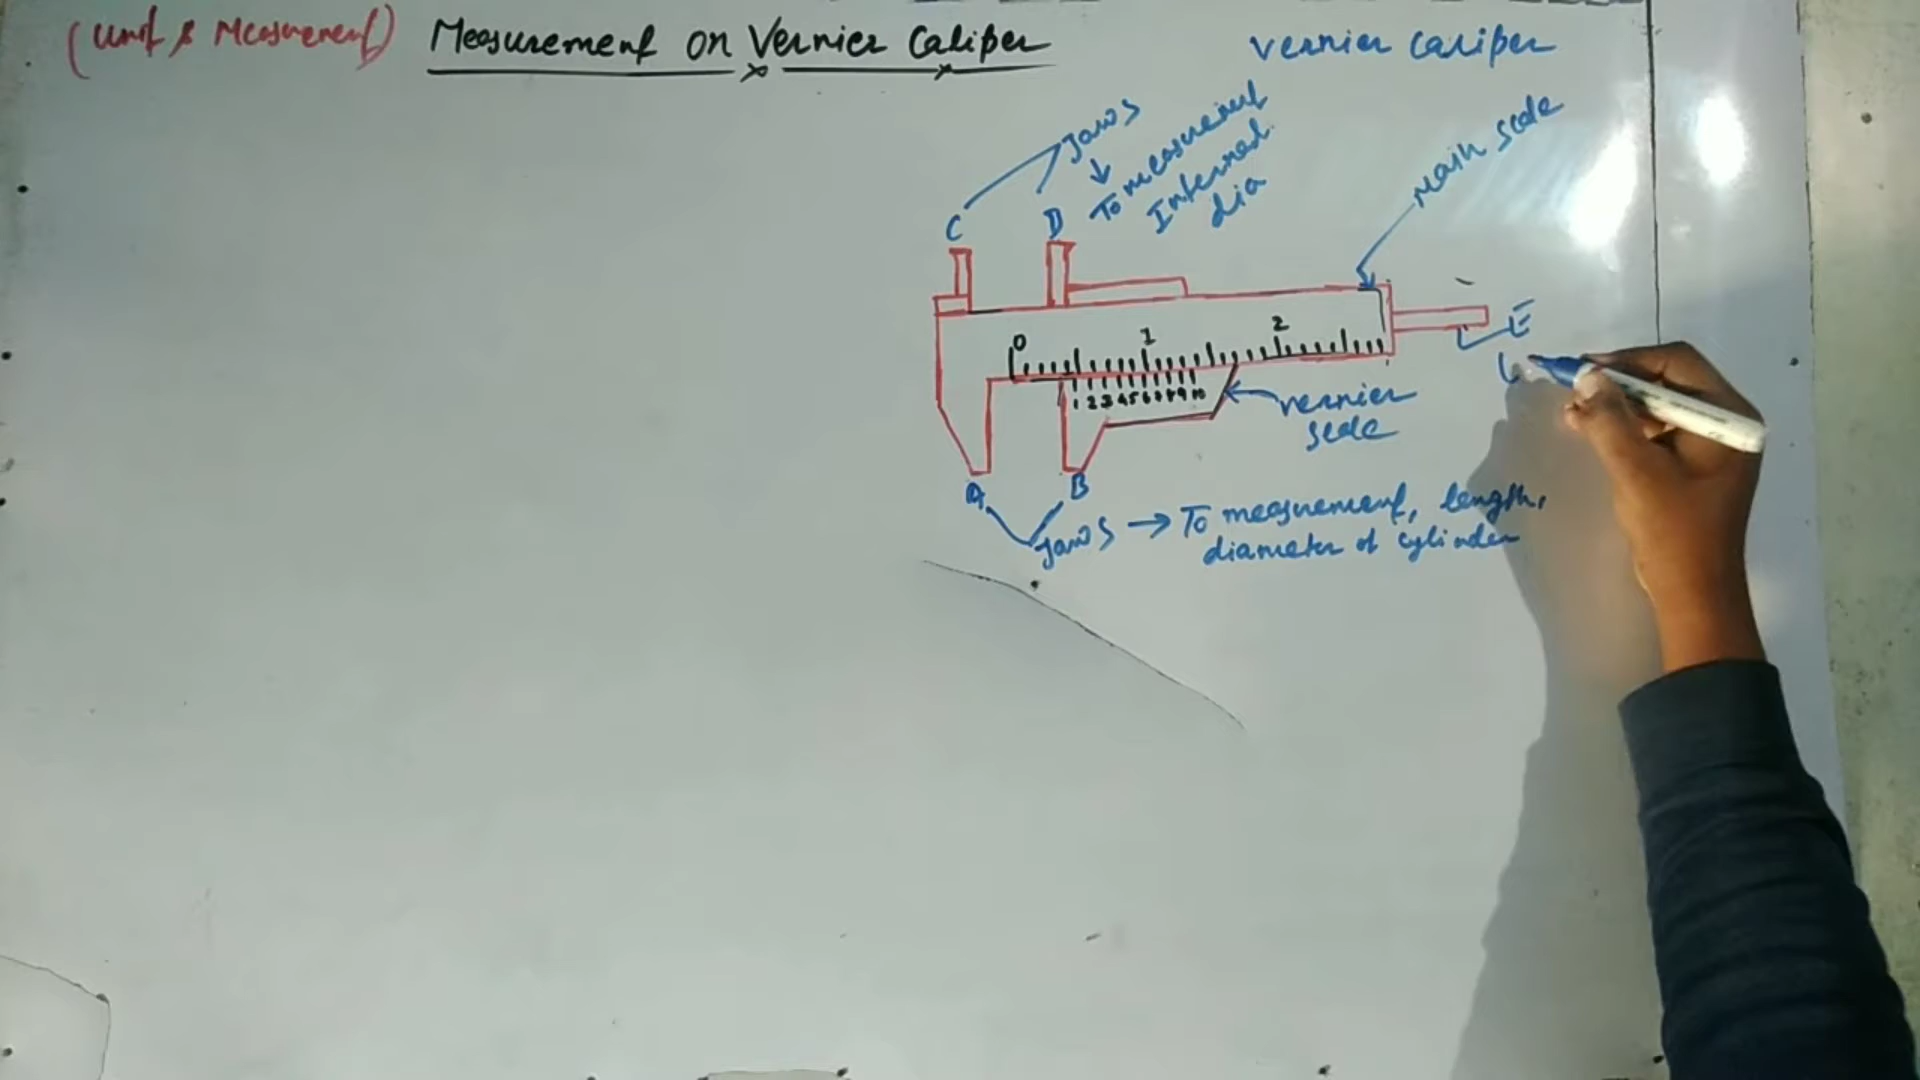 (Unit & Measurement) Measurement on Vernier Caliper
Vernier Caliper
Jaws
To measurement
Internal
dia
main scale
C
D
0 1 2
E
1 2 3 4 5 6 7 8 9 10
vernier
scale
A
B
Jaws → To measurement, length,
diameter of cylinder